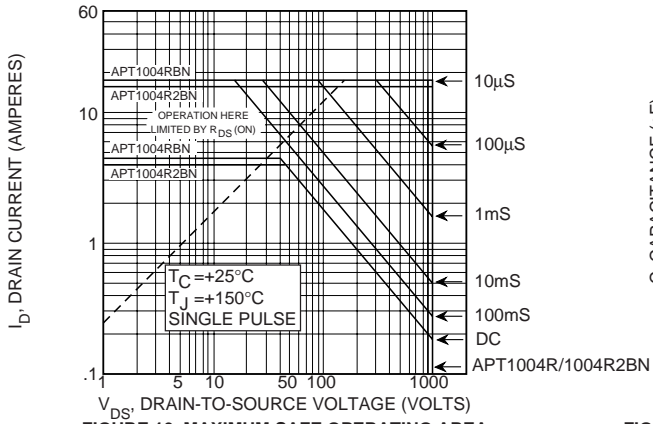 60
APT1004RBN
APT1004R2BN
10
OPERATION HERE
LIMITED BY RDS (ON)
APT1004RBN
APT1004R2BN
1
TC =+25°C
TJ =+150°C
SINGLE PULSE
.1
1 5 10 50 100 1000
VDS, DRAIN-TO-SOURCE VOLTAGE (VOLTS)
ID, DRAIN CURRENT (AMPERES)
10µS
100µS
1mS
10mS
100mS
DC
APT1004R/1004R2BN
C, CAPACITANCE